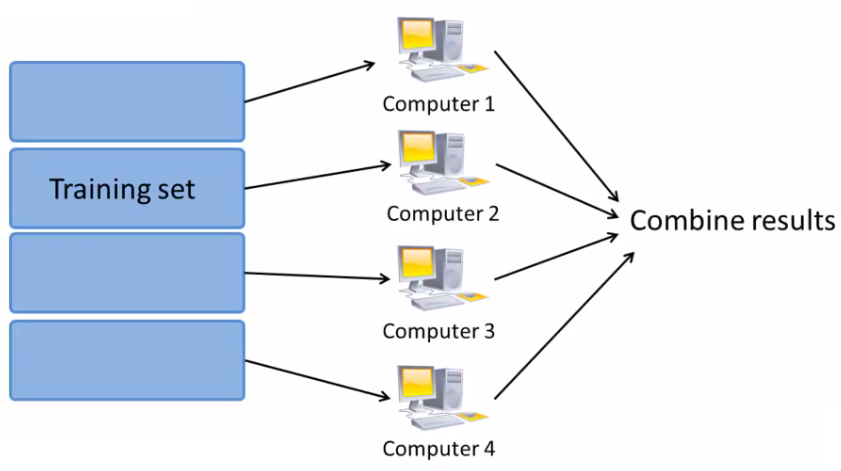 Computer 1
Training set
Computer 2
Combine results
Computer 3
Computer 4